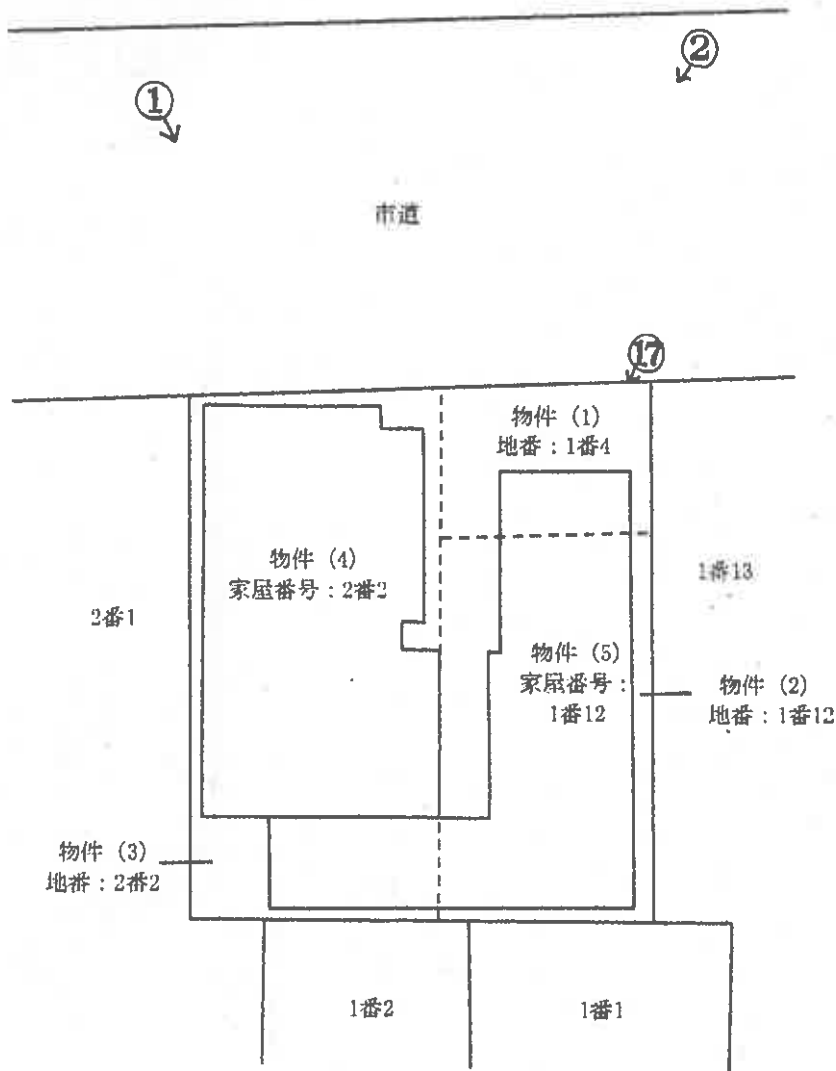 ②
①
市道
⑰
物件 (1)
地番：1番4
物件 (4)
家屋番号：2番2
1番13
2番1
物件 (5)
家屋番号：
1番12
物件 (2)
地番：1番12
物件 (3)
地番：2番2
1番2
1番1